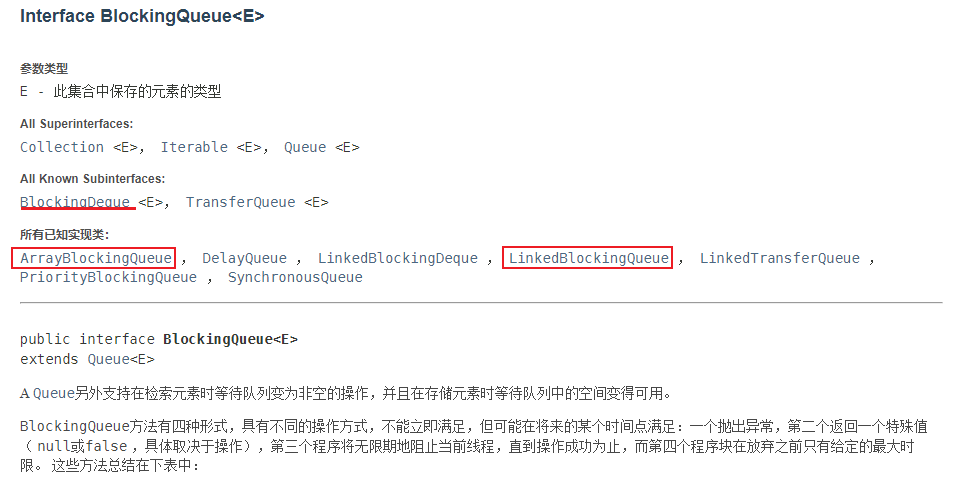 Interface BlockingQueue<E>
参数类型
E - 此集合中保存的元素的类型
All Superinterfaces:
Collection <E>， Iterable <E>， Queue <E>
All Known Subinterfaces:
BlockingDeque <E>， TransferQueue <E>
所有已知实现类：
ArrayBlockingQueue ， DelayQueue ， LinkedBlockingDeque ， LinkedBlockingQueue ， LinkedTransferQueue ，
PriorityBlockingQueue ， SynchronousQueue
public interface BlockingQueue<E>
extends Queue<E>
A Queue另外支持在检索元素时等待队列变为非空的操作，并且在存储元素时等待队列中的空间变得可用。
BlockingQueue方法有四种形式，具有不同的操作方式，不能立即满足，但可能在将来的某个时间点满足：一个抛出异常，第二个返回一个特殊值
（ null或false ，具体取决于操作），第三个程序将无限期地阻止当前线程，直到操作成功为止，而第四个程序块在放弃之前只有给定的最大时
限。 这些方法总结在下表中：